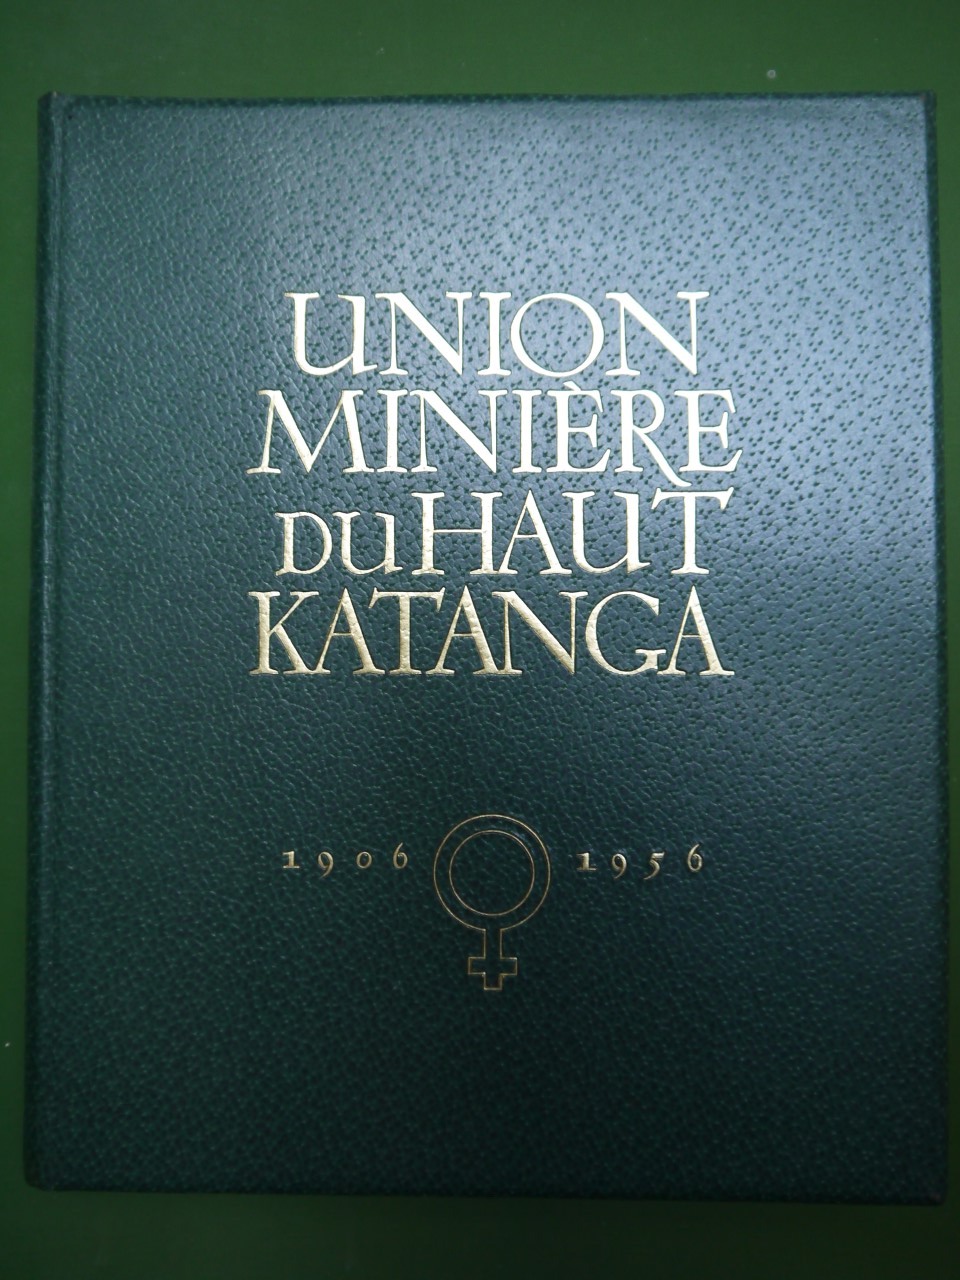 UNION
MINIÈRE
DU HAUT
KATANGA
1906 1956